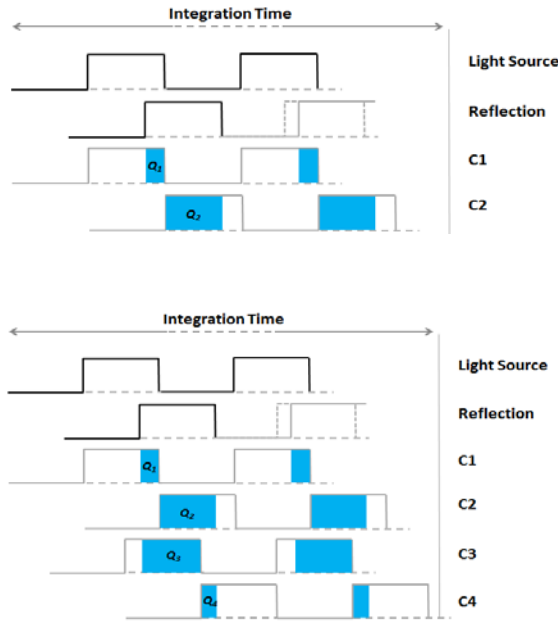 Integration Time
Light Source
Reflection
C1
Q1
C2
Q2
Integration Time
Light Source
Reflection
C1
Q1
C2
Q2
C3
Q3
C4
Q4